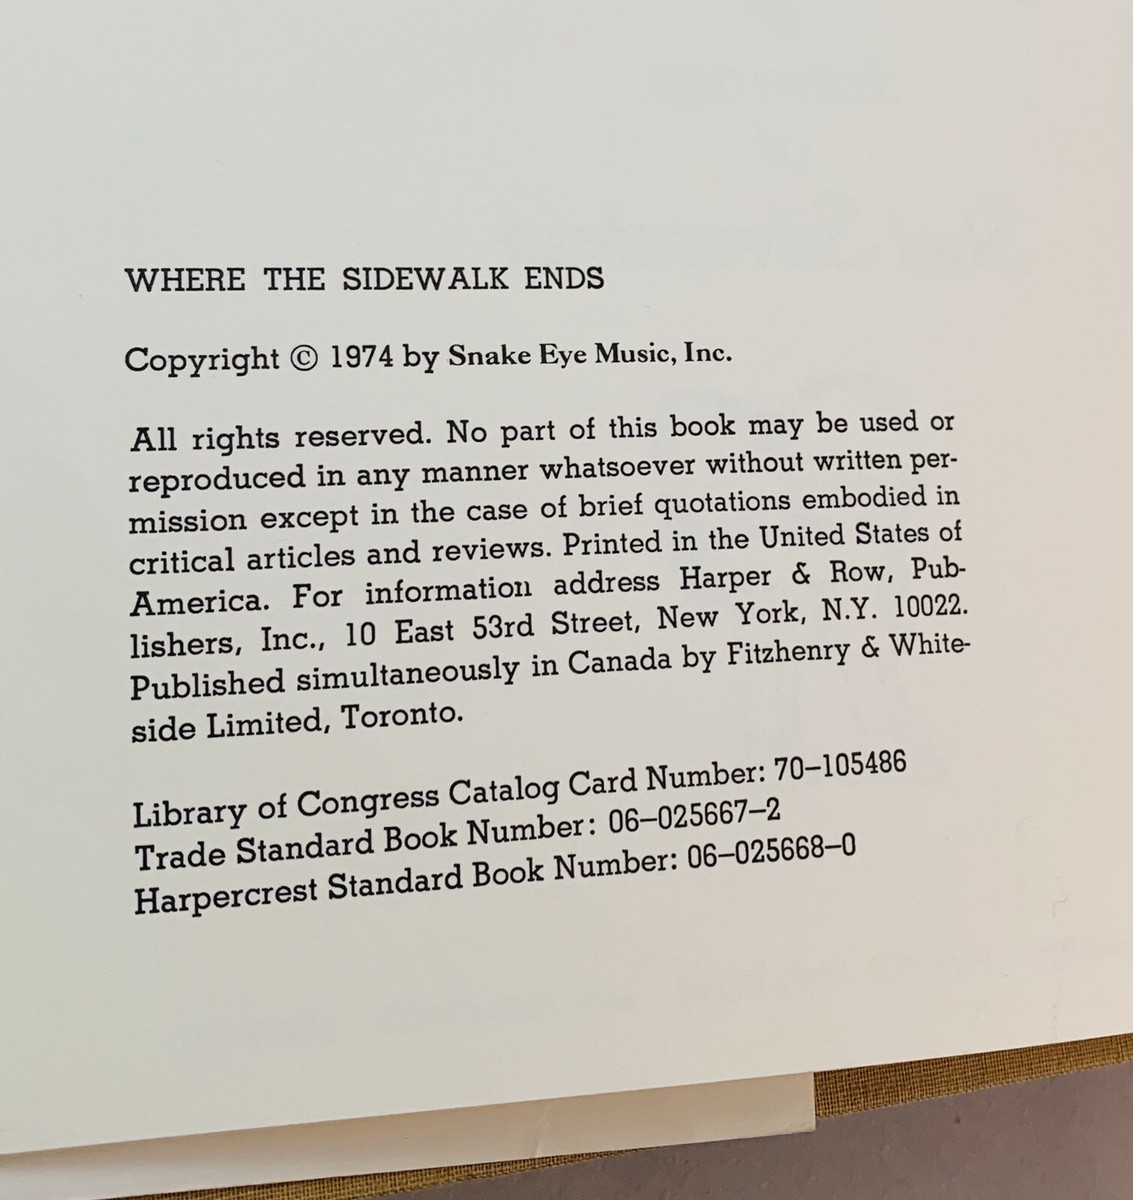 WHERE THE SIDEWALK ENDS
Copyright © 1974 by Snake Eye Music, Inc.
All rights reserved. No part of this book may be used or
reproduced in any manner whatsoever without written per-
mission except in the case of brief quotations embodied in
critical articles and reviews. Printed in the United States of
America. For information address Harper & Row, Pub-
lishers, Inc., 10 East 53rd Street, New York, N.Y. 10022.
Published simultaneously in Canada by Fitzhenry & White-
side Limited, Toronto.
Library of Congress Catalog Card Number: 70–105486
Trade Standard Book Number: 06–025667–2
Harpercrest Standard Book Number: 06–025668–0